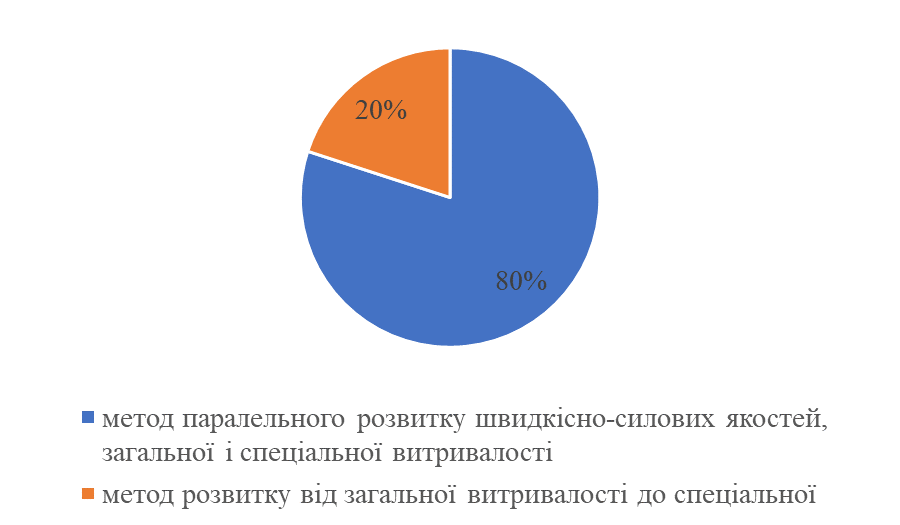 20%
80%
метод паралельного розвитку швидкісно-силових якостей,
загальної і спеціальної витривалості
метод розвитку від загальної витривалості до спеціальної